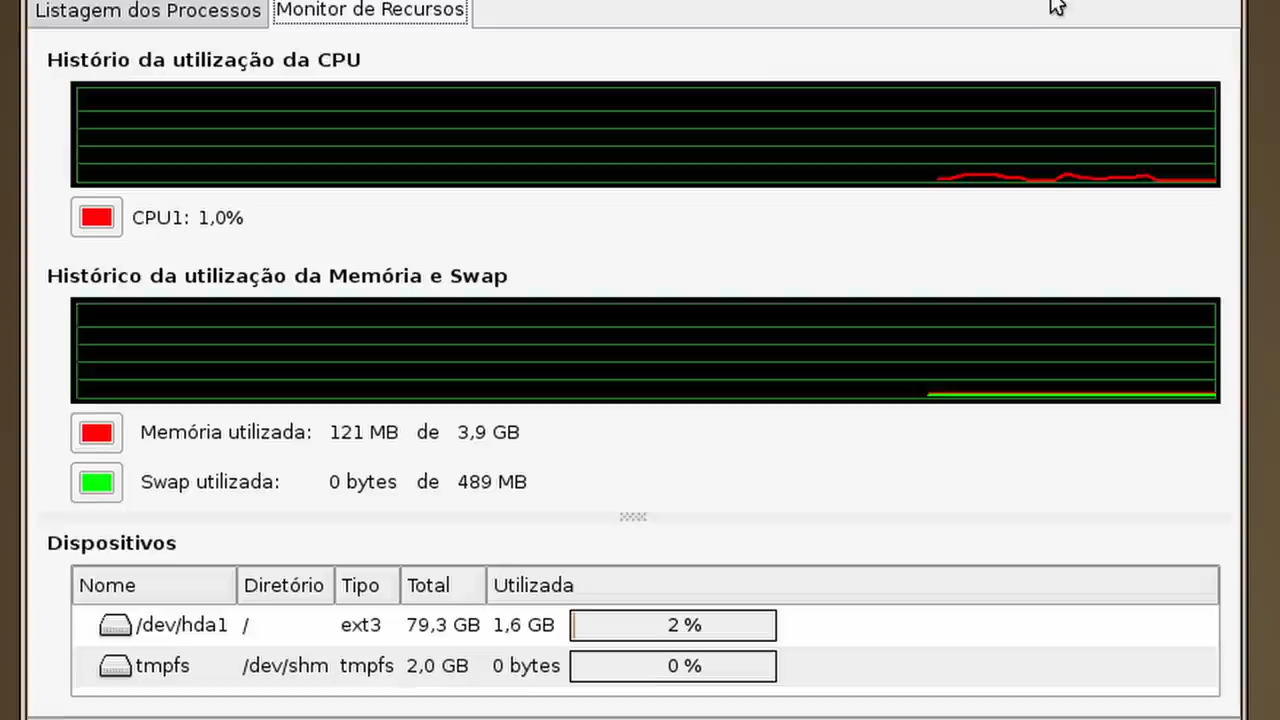 Listagem dos Processos Monitor de Recursos
Histório da utilização da CPU
CPU1: 1,0%
Histórico da utilização da Memória e Swap
Memória utilizada: 121 MB de 3,9 GB
Swap utilizada: 0 bytes de 489 MB
Dispositivos
Nome Diretório Tipo Total Utilizada
/dev/hda1 / ext3 79,3 GB 1,6 GB 2 %
tmpfs /dev/shm tmpfs 2,0 GB 0 bytes 0 %